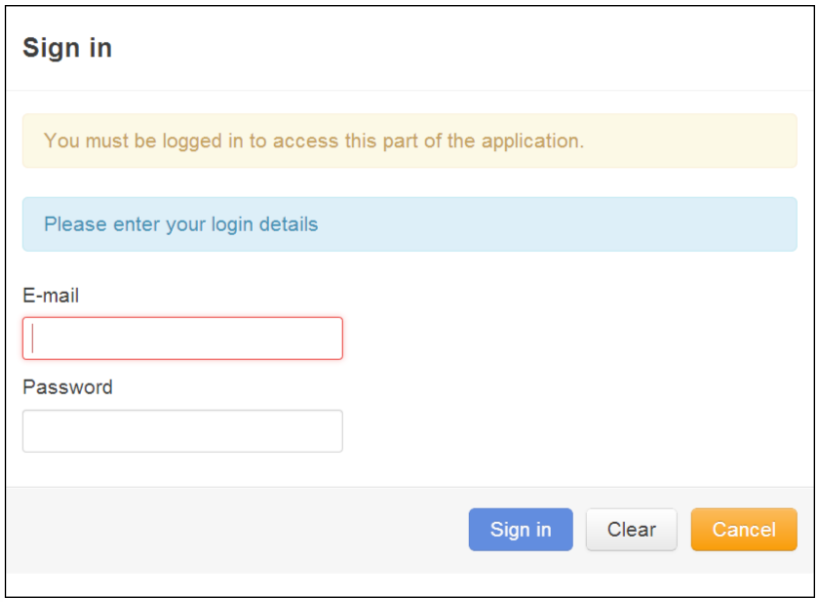 Sign in
You must be logged in to access this part of the application.
Please enter your login details
E-mail
Password
Sign in
Clear
Cancel